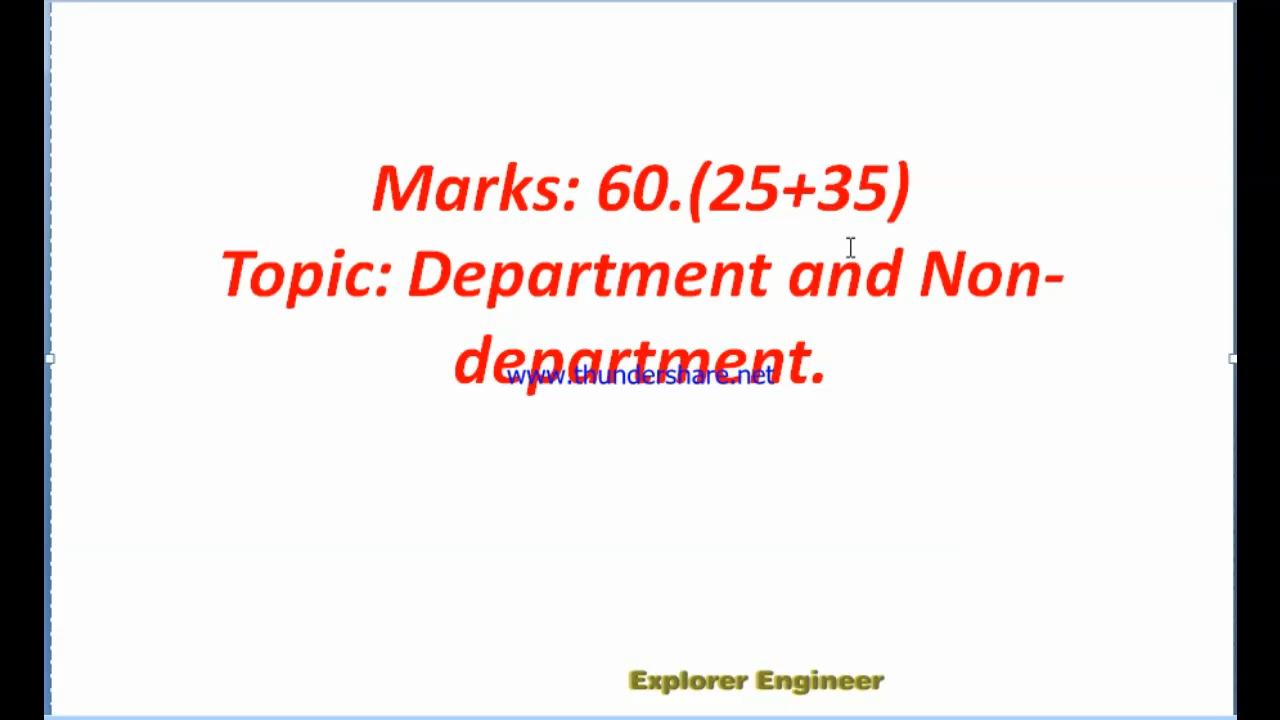 Marks: 60.(25+35)
Topic: Department and Non-
department.
www.thundershare.net
Explorer Engineer